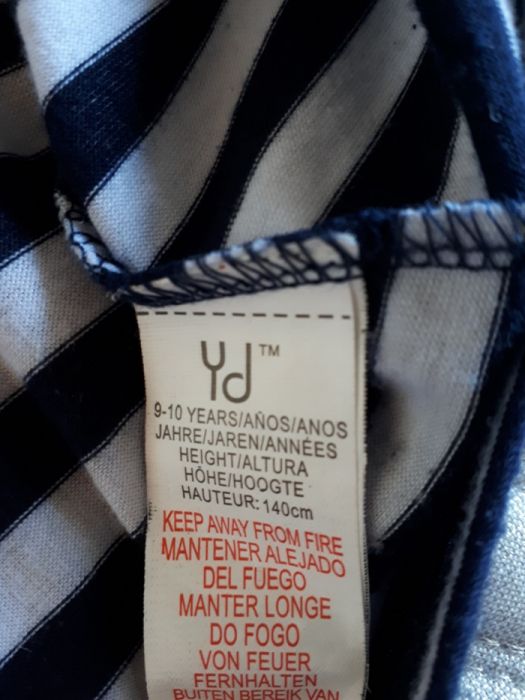 Yd™
9-10 YEARS/AÑOS/ANOS
JAHRE/JAREN/ANNÉES
HEIGHT/ALTURA
HÖHE/HOOGTE
HAUTEUR: 140cm
KEEP AWAY FROM FIRE
MANTENER ALEJADO
DEL FUEGO
MANTER LONGE
DO FOGO
VON FEUER
FERNHALTEN
BUITEN BEREIK VAN